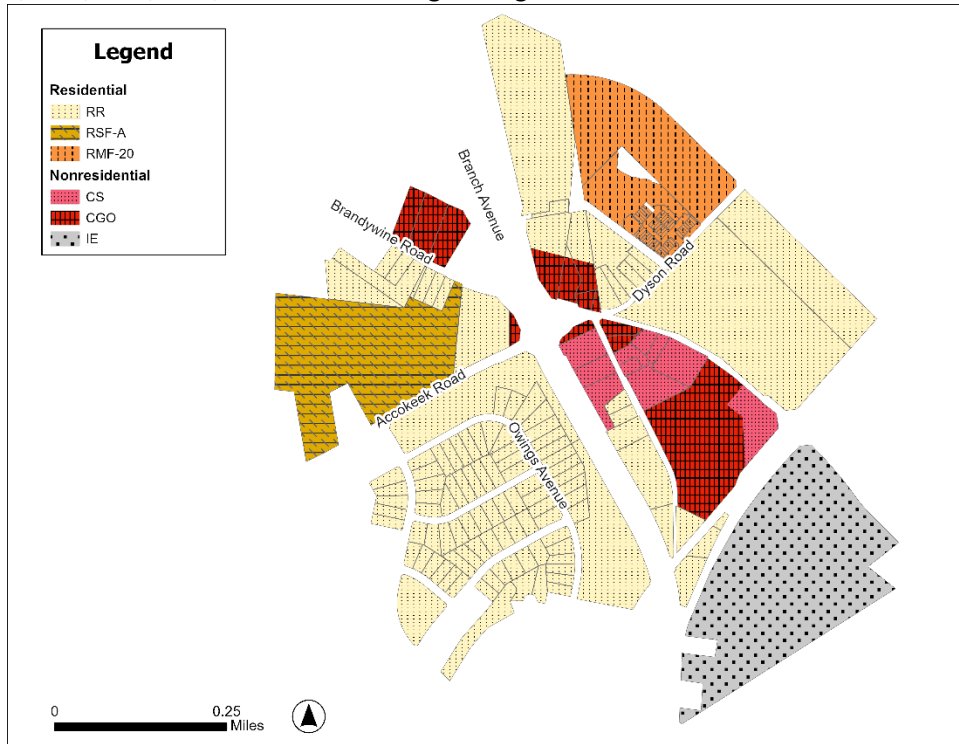 Legend
Residential
RR
RSF-A
RMF-20
Nonresidential
CS
CGO
IE
Branch Avenue
Brandywine Road
Dyson Road
Accokeek Road
Owings Avenue
0 0.25
Miles